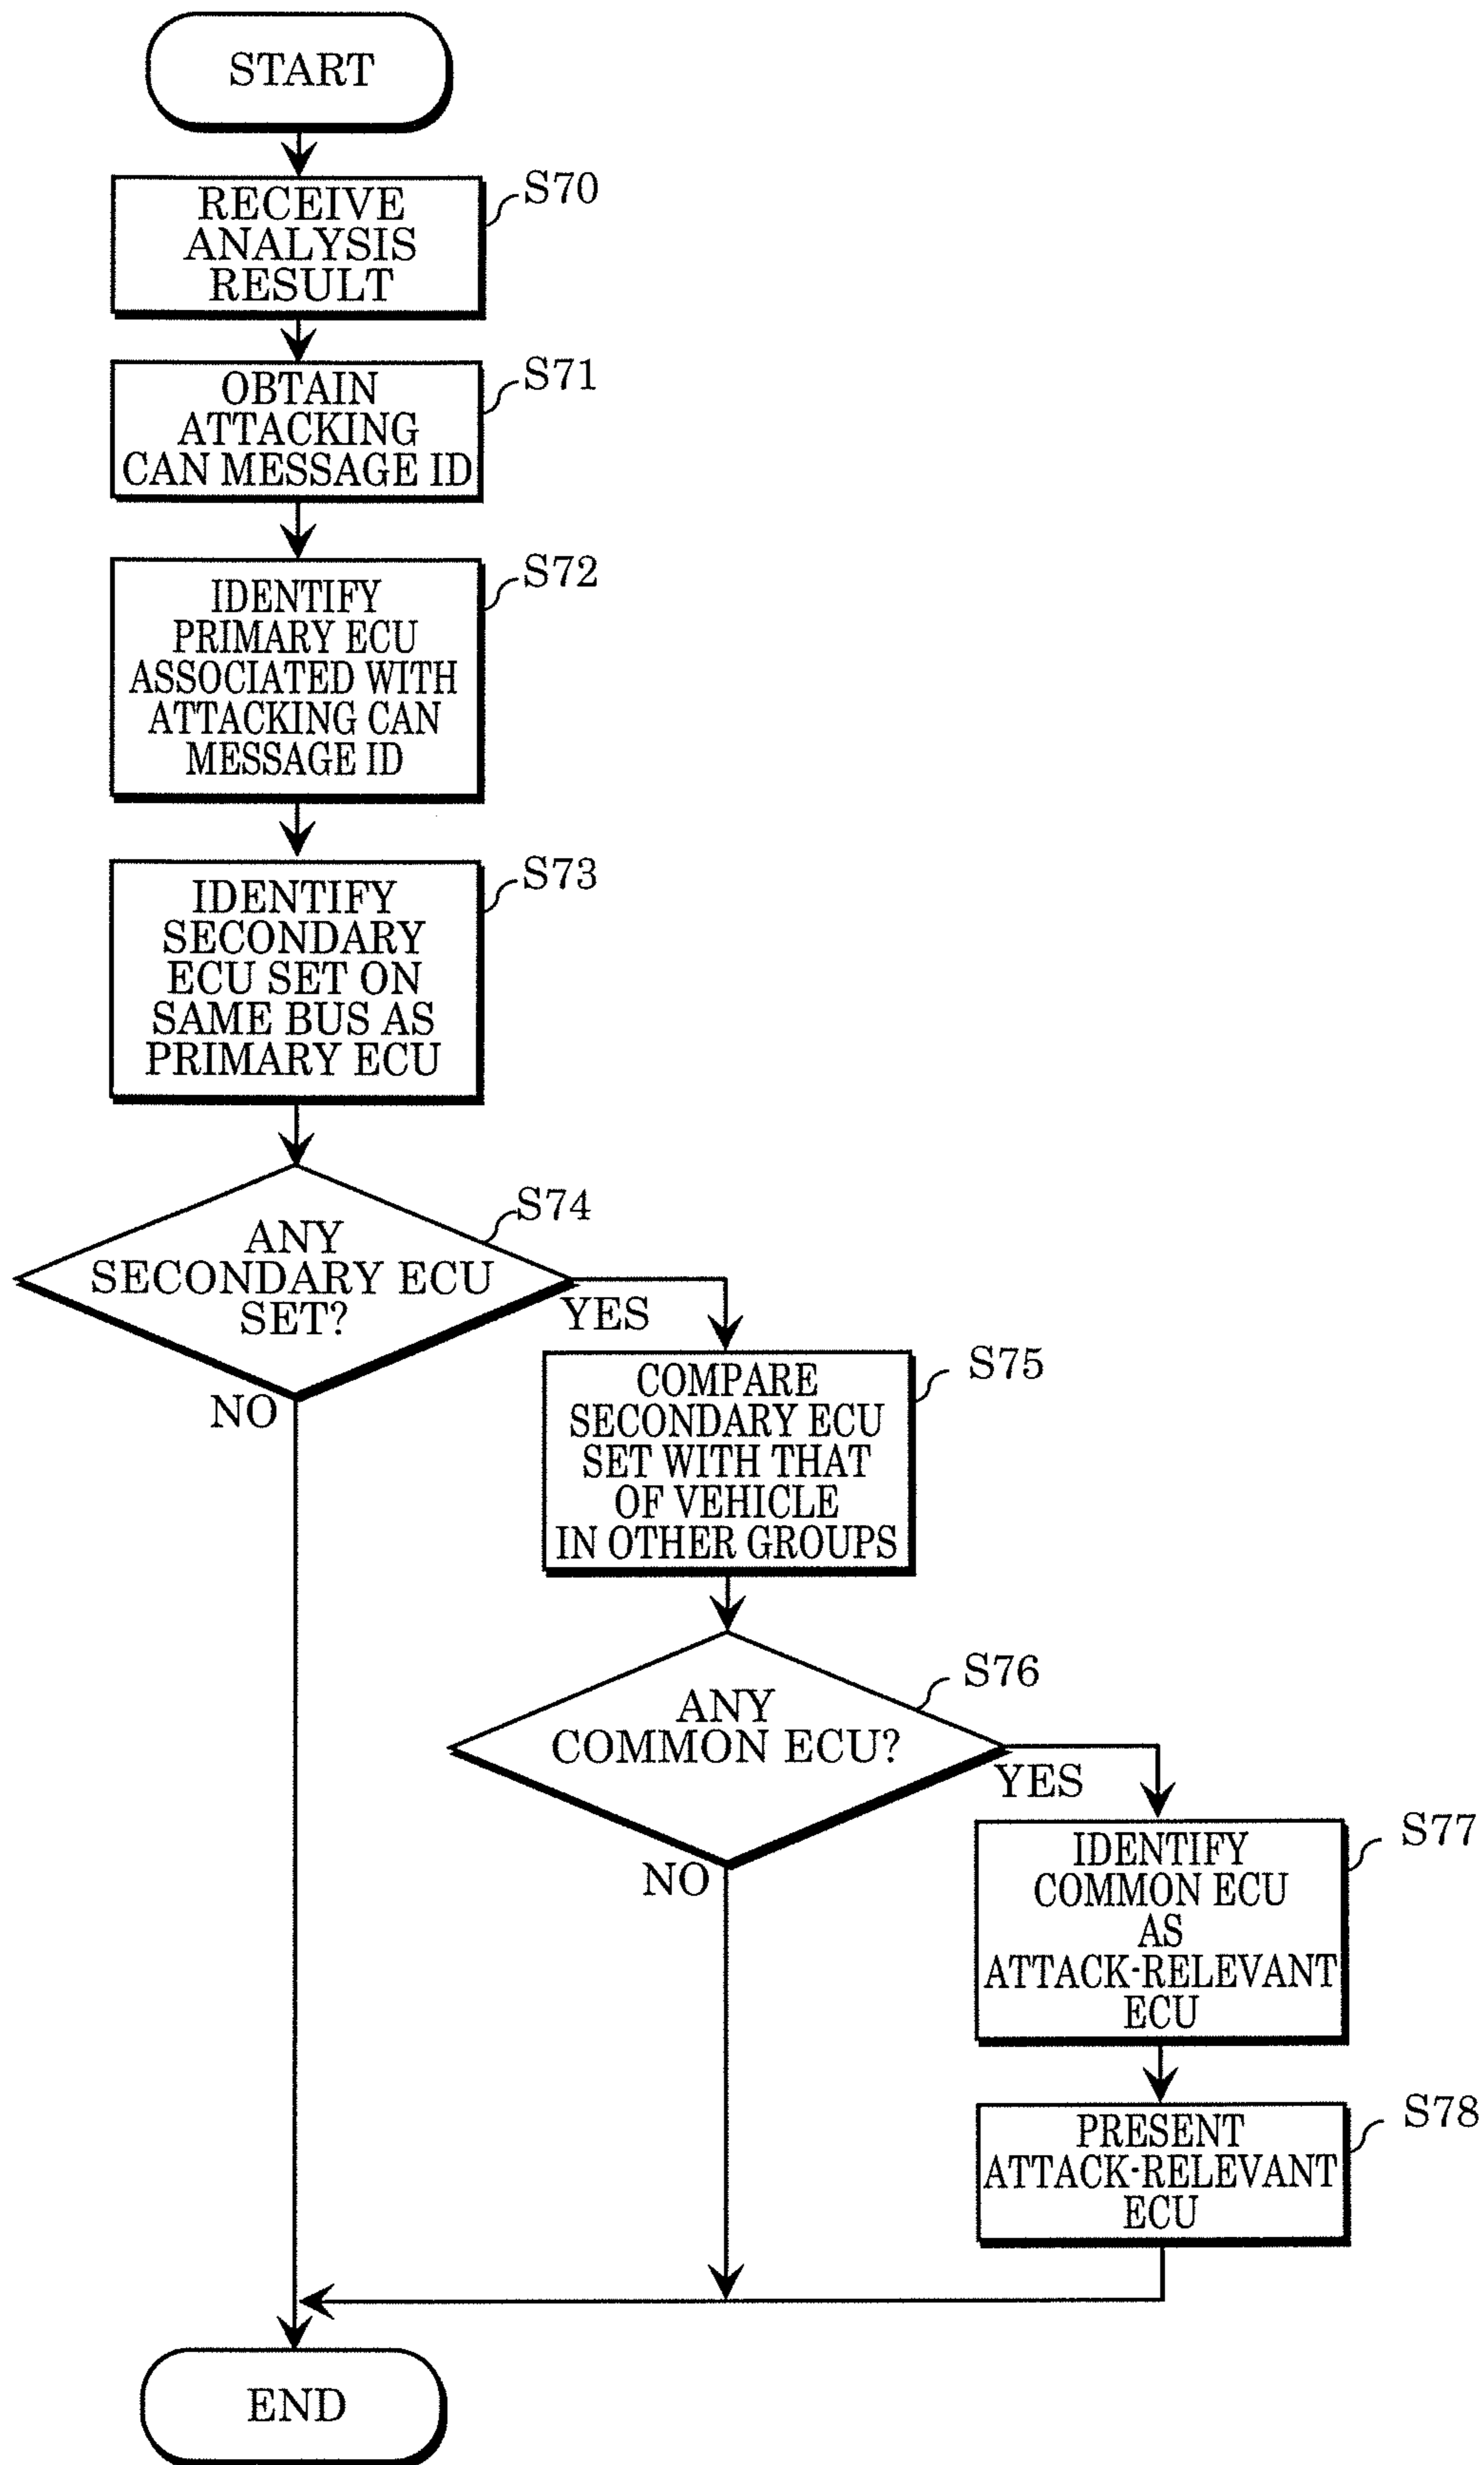 START
RECEIVE
ANALYSIS
RESULT
S70
OBTAIN
ATTACKING
CAN MESSAGE ID
S71
IDENTIFY
PRIMARY ECU
ASSOCIATED WITH
ATTACKING CAN
MESSAGE ID
S72
IDENTIFY
SECONDARY
ECU SET ON
SAME BUS AS
PRIMARY ECU
S73
ANY
SECONDARY ECU
SET?
S74
YES
NO
COMPARE
SECONDARY ECU
SET WITH THAT
OF VEHICLE
IN OTHER GROUPS
S75
ANY
COMMON ECU?
S76
YES
NO
IDENTIFY
COMMON ECU
AS
ATTACK-RELEVANT
ECU
S77
PRESENT
ATTACK-RELEVANT
ECU
S78
END